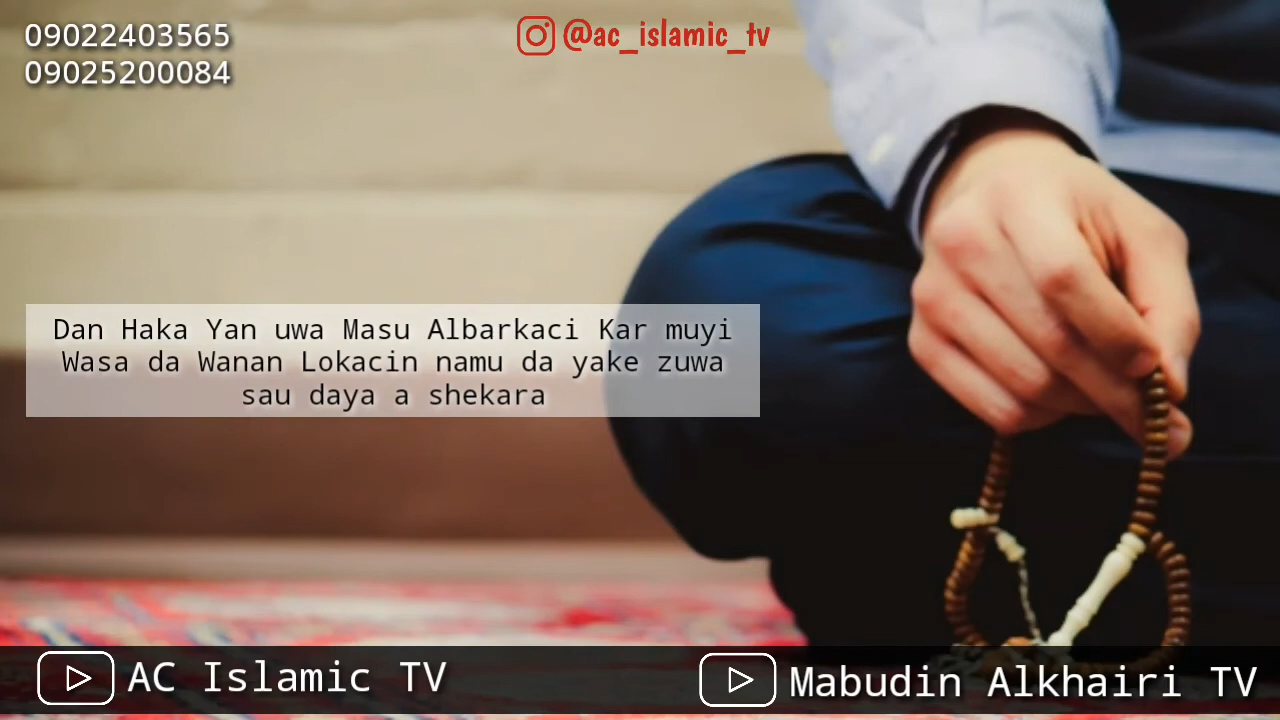 09022403565
09025200084
@ac_islamic_tv
Dan Haka Yan uwa Masu Albarkaci Kar muyi
Wasa da Wanan Lokacin namu da yake zuwa
sau daya a shekara
AC Islamic TV
Mabudin Alkhairi TV